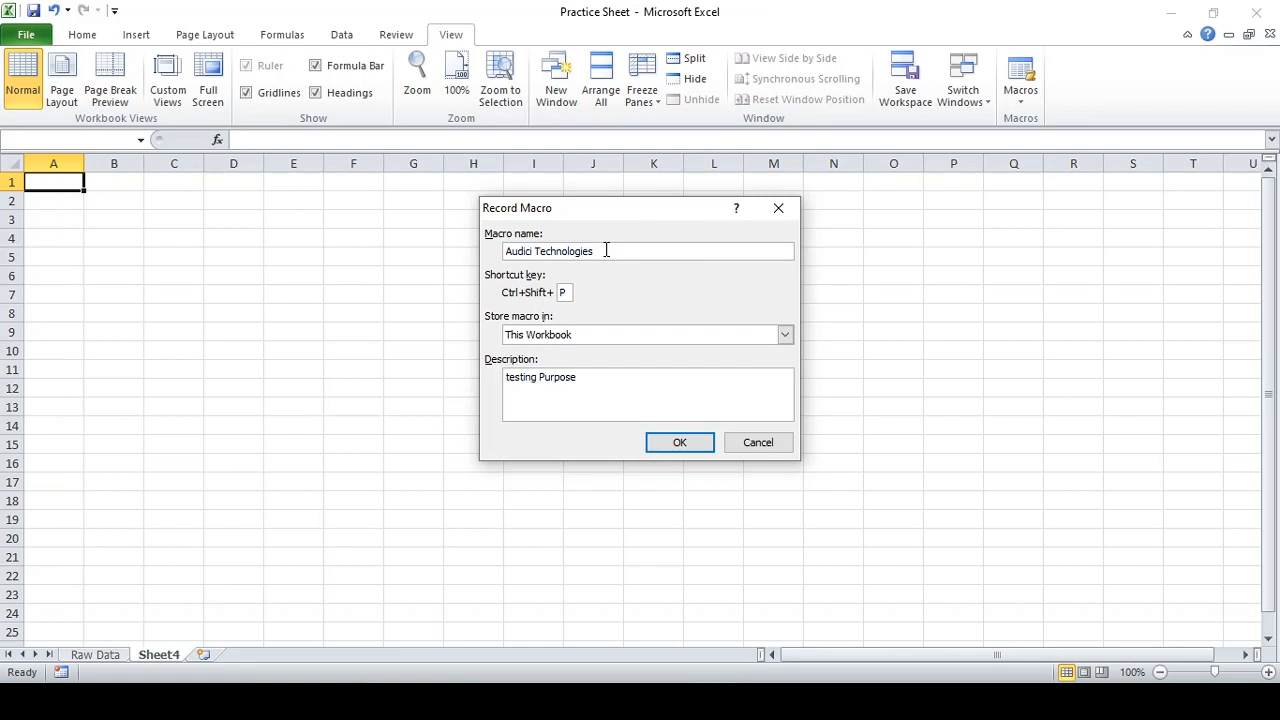 Practice Sheet - Microsoft Excel
File Home Insert Page Layout Formulas Data Review View
Normal
Page Layout
Page Break Preview
Custom Views
Full Screen
Workbook Views
Ruler
Formula Bar
Gridlines
Headings
Show
Zoom
100%
Zoom to Selection
Zoom
New Window
Arrange All
Freeze Panes
Split
Hide
Unhide
View Side by Side
Synchronous Scrolling
Reset Window Position
Save Workspace
Switch Windows
Window
Macros
Macros
fx
A B C D E F G H I J K L M N O P Q R S T U
1
2
3
4
5
6
7
8
9
10
11
12
13
14
15
16
17
18
19
20
21
22
23
24
25
Record Macro
Macro name:
Audici Technologies
Shortcut key:
Ctrl+Shift+ P
Store macro in:
This Workbook
Description:
testing Purpose
OK Cancel
Raw Data Sheet4
Ready 100%